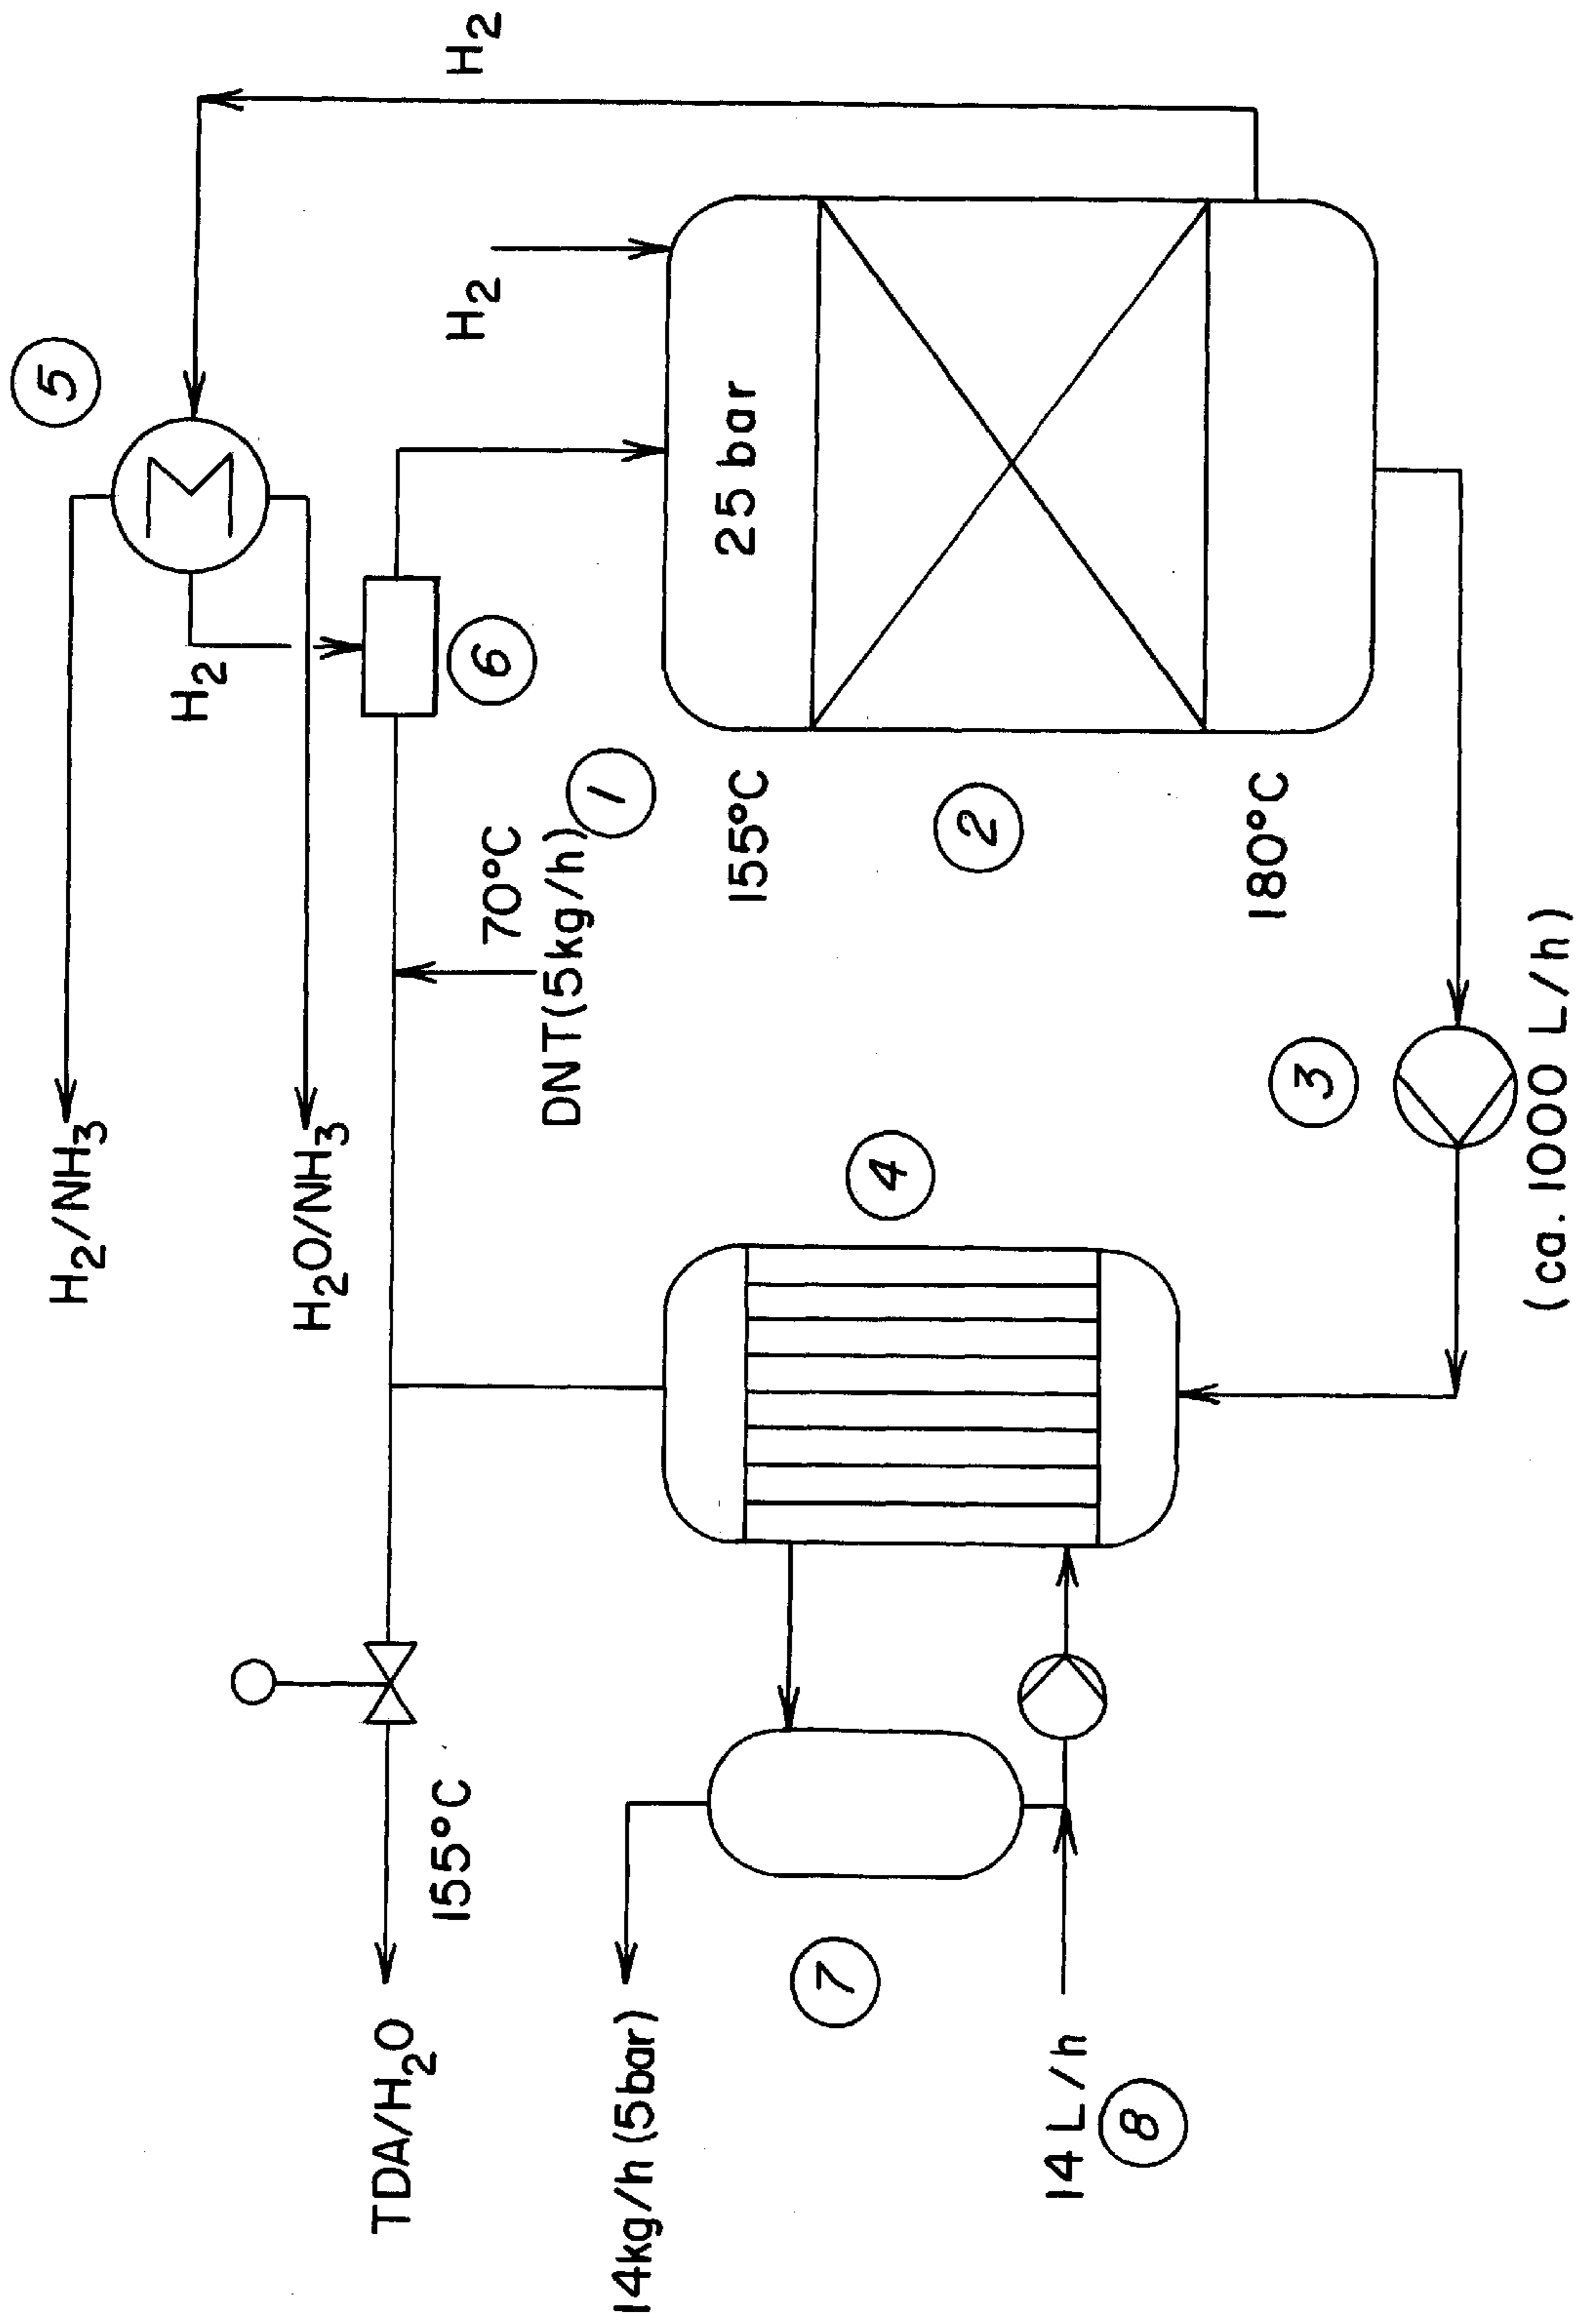 H2/NH3
H2O/NH3
5
H2
H2
H2
6
TDA/H2O
155°C
70°C
DNT(5kg/h)
1
14kg/h (5bar)
7
14 L/h
8
4
155°C
25 bar
2
180°C
3
(ca. 1000 L/h)